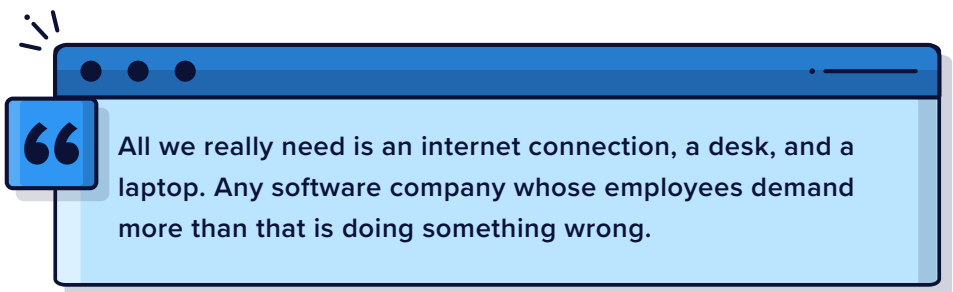 All we really need is an internet connection, a desk, and a
laptop. Any software company whose employees demand
more than that is doing something wrong.